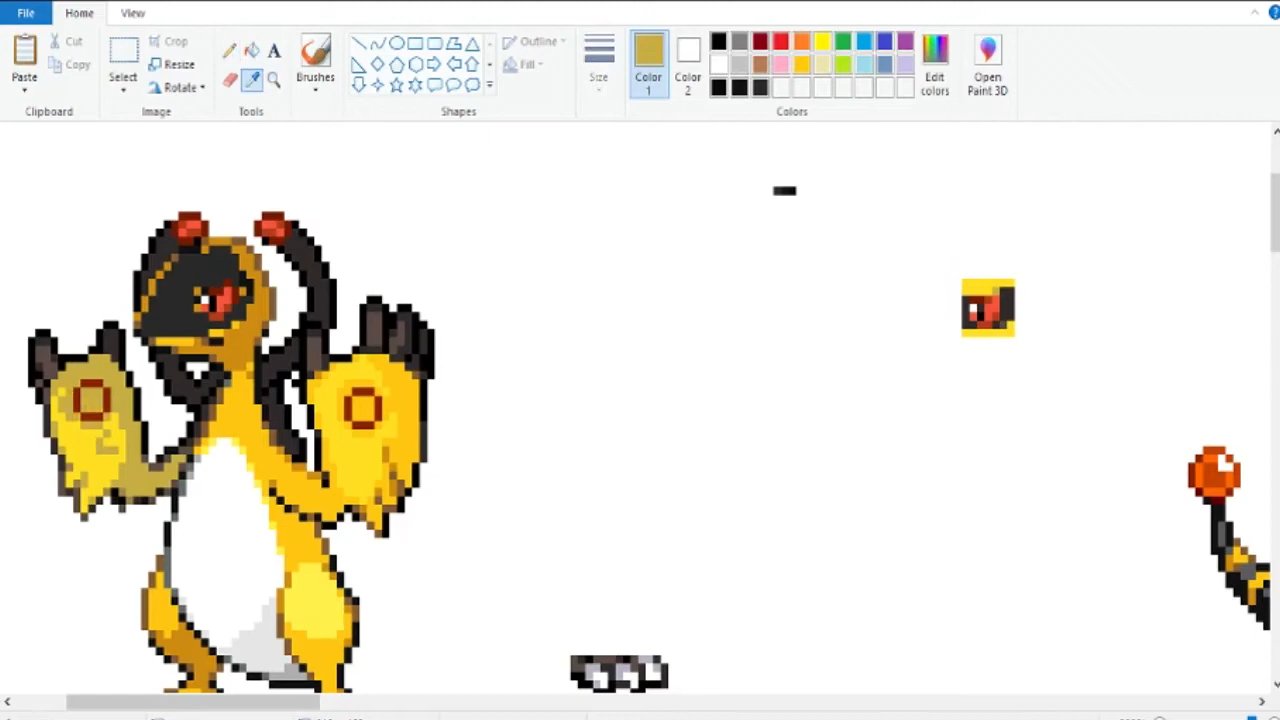 File Home View
Paste Cut Copy Clipboard
Select Crop Resize Rotate Image
A Tools
Brushes
Shapes
Outline Fill
Size
Color 1 Color 2
Colors
Edit colors
Open Paint 3D